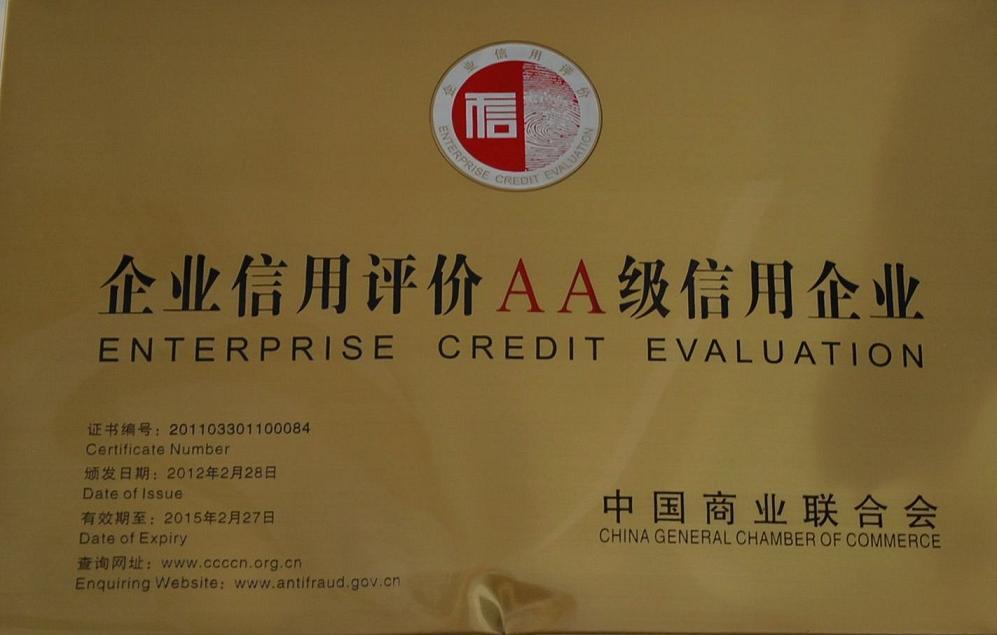 企业信用评价
信
ENTERPRISE CREDIT EVALUATION
企业信用评价AA级信用企业
ENTERPRISE CREDIT EVALUATION
证书编号：201103301100084
Certificate Number
颁发日期：2012年2月28日
Date of Issue
有效期至：2015年2月27日
Date of Expiry
查询网址：www.ccccn.org.cn
Enquiring Website：www.antifraud.gov.cn
中国商业联合会
CHINA GENERAL CHAMBER OF COMMERCE